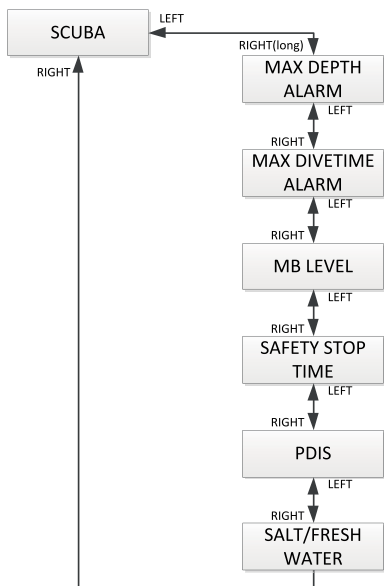 LEFT
SCUBA
RIGHT(long)
RIGHT
MAX DEPTH
ALARM
LEFT
RIGHT
MAX DIVETIME
ALARM
LEFT
RIGHT
MB LEVEL
LEFT
RIGHT
SAFETY STOP
TIME
LEFT
RIGHT
PDIS
LEFT
RIGHT
SALT/FRESH
WATER